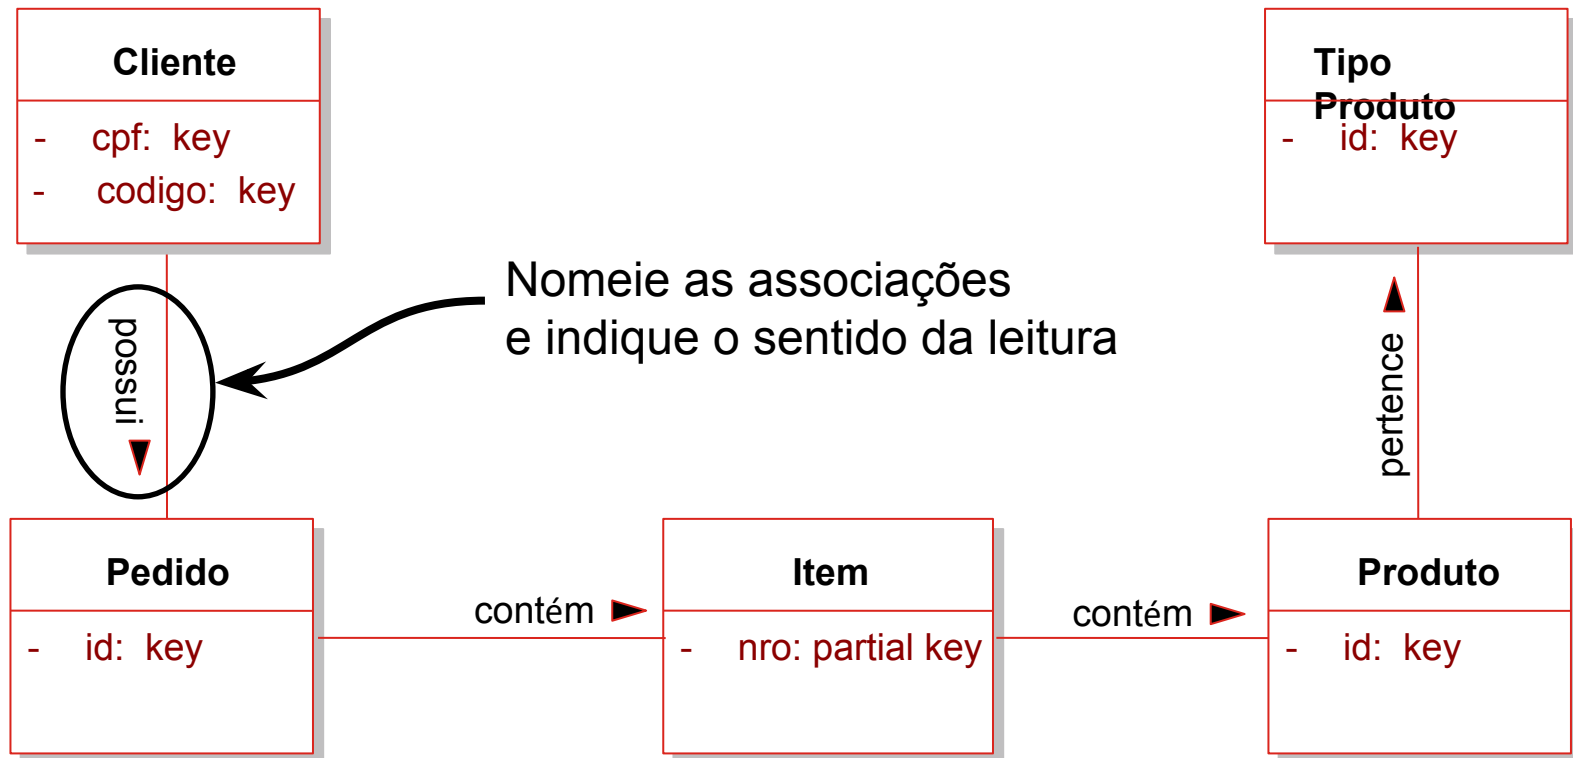 Cliente
- cpf: key
- codigo: key
Tipo
Produto
- id: key
Nomeie as associações
e indique o sentido da leitura
possui
pertence
Pedido
- id: key
contém
Item
- nro: partial key
contém
Produto
- id: key